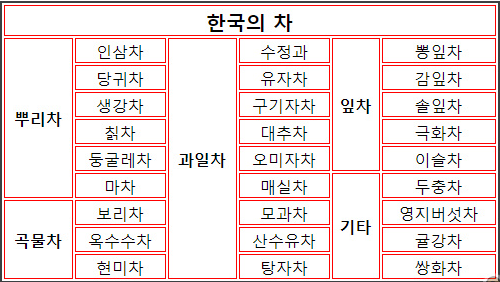 한국의 차
뿌리차 인삼차 과일차 수정과 잎차 뽕잎차
당귀차 유자차 감잎차
생강차 구기자차 솔잎차
칡차 대추차 극화차
둥굴레차 오미자차 이슬차
마차 매실차 기타 두충차
곡물차 보리차 모과차 영지버섯차
옥수수차 산수유차 귤강차
현미차 탕자차 쌍화차